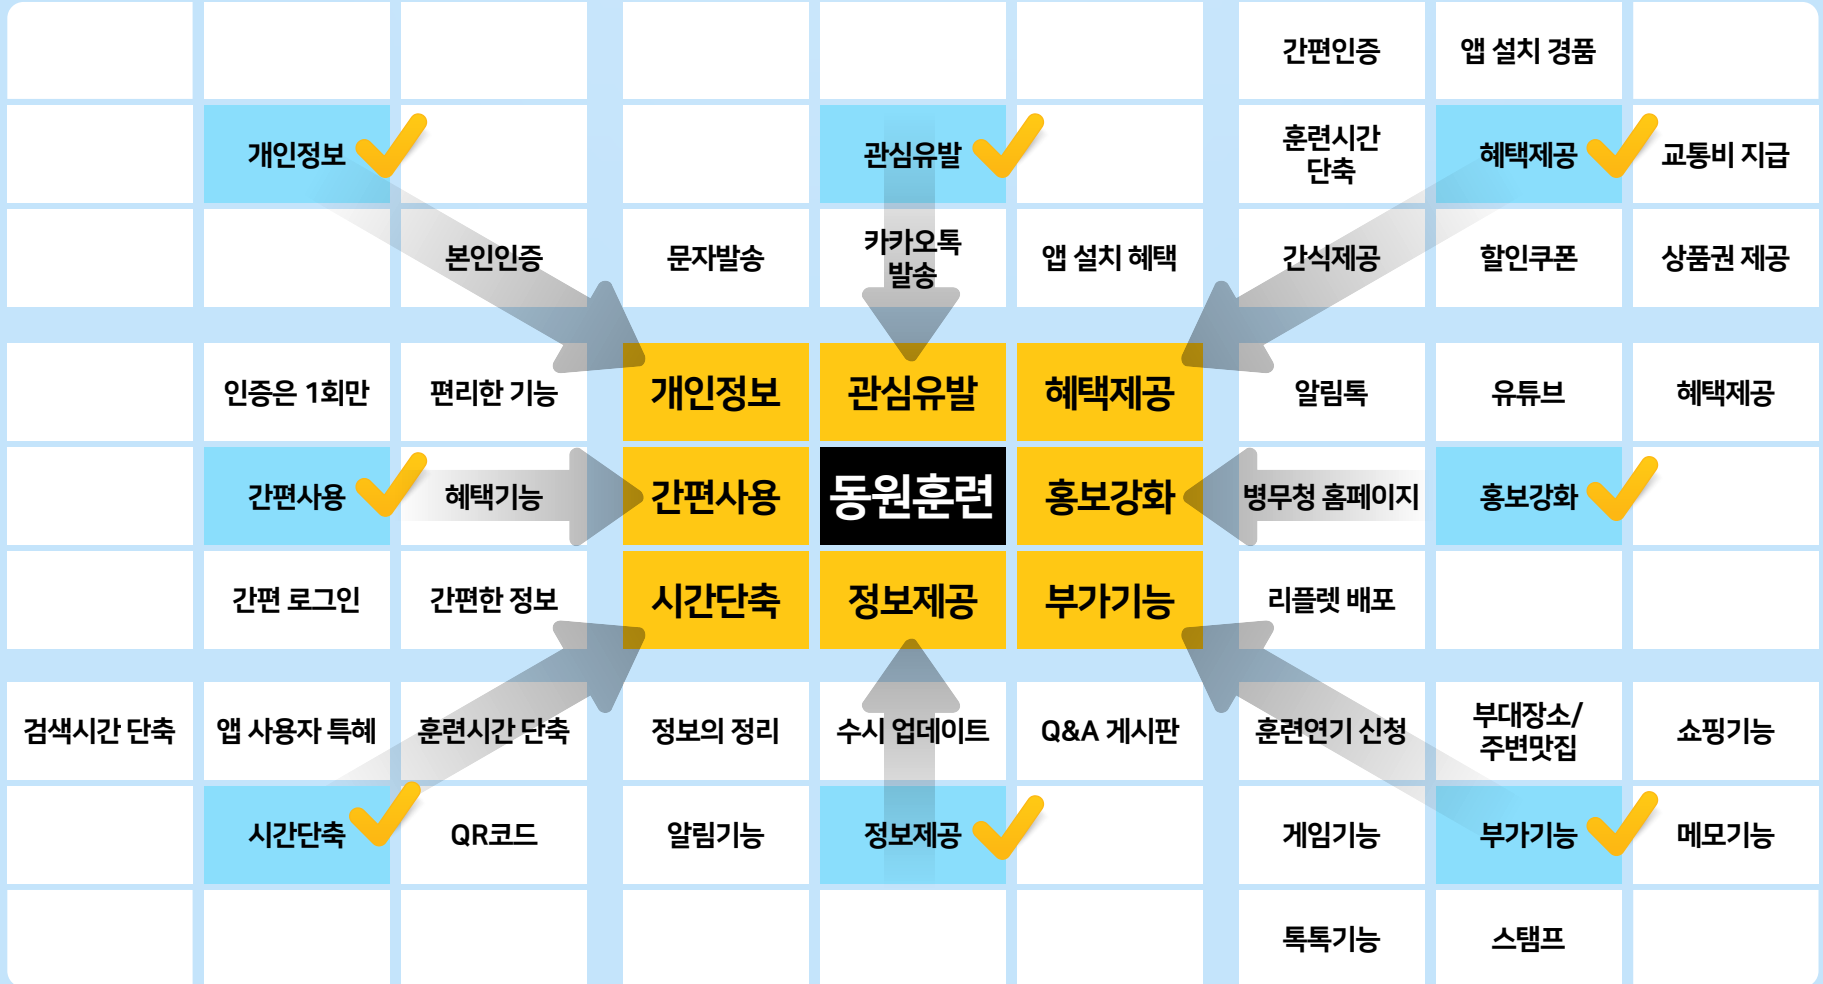 간편인증
앱 설치 경품
개인정보
관심유발
훈련시간
단축
혜택제공
교통비 지급
본인인증
문자발송
카카오톡
발송
앱 설치 혜택
간식제공
할인쿠폰
상품권 제공
인증은 1회만
편리한 기능
개인정보
관심유발
혜택제공
알림톡
유튜브
혜택제공
간편사용
혜택기능
간편사용
동원훈련
홍보강화
병무청 홈페이지
홍보강화
간편 로그인
간편한 정보
시간단축
정보제공
부가기능
리플렛 배포
검색시간 단축
앱 사용자 특혜
훈련시간 단축
정보의 정리
수시 업데이트
Q&A 게시판
훈련연기 신청
부대장소/
주변맛집
쇼핑기능
시간단축
QR코드
알림기능
정보제공
게임기능
부가기능
메모기능
톡톡기능
스탬프